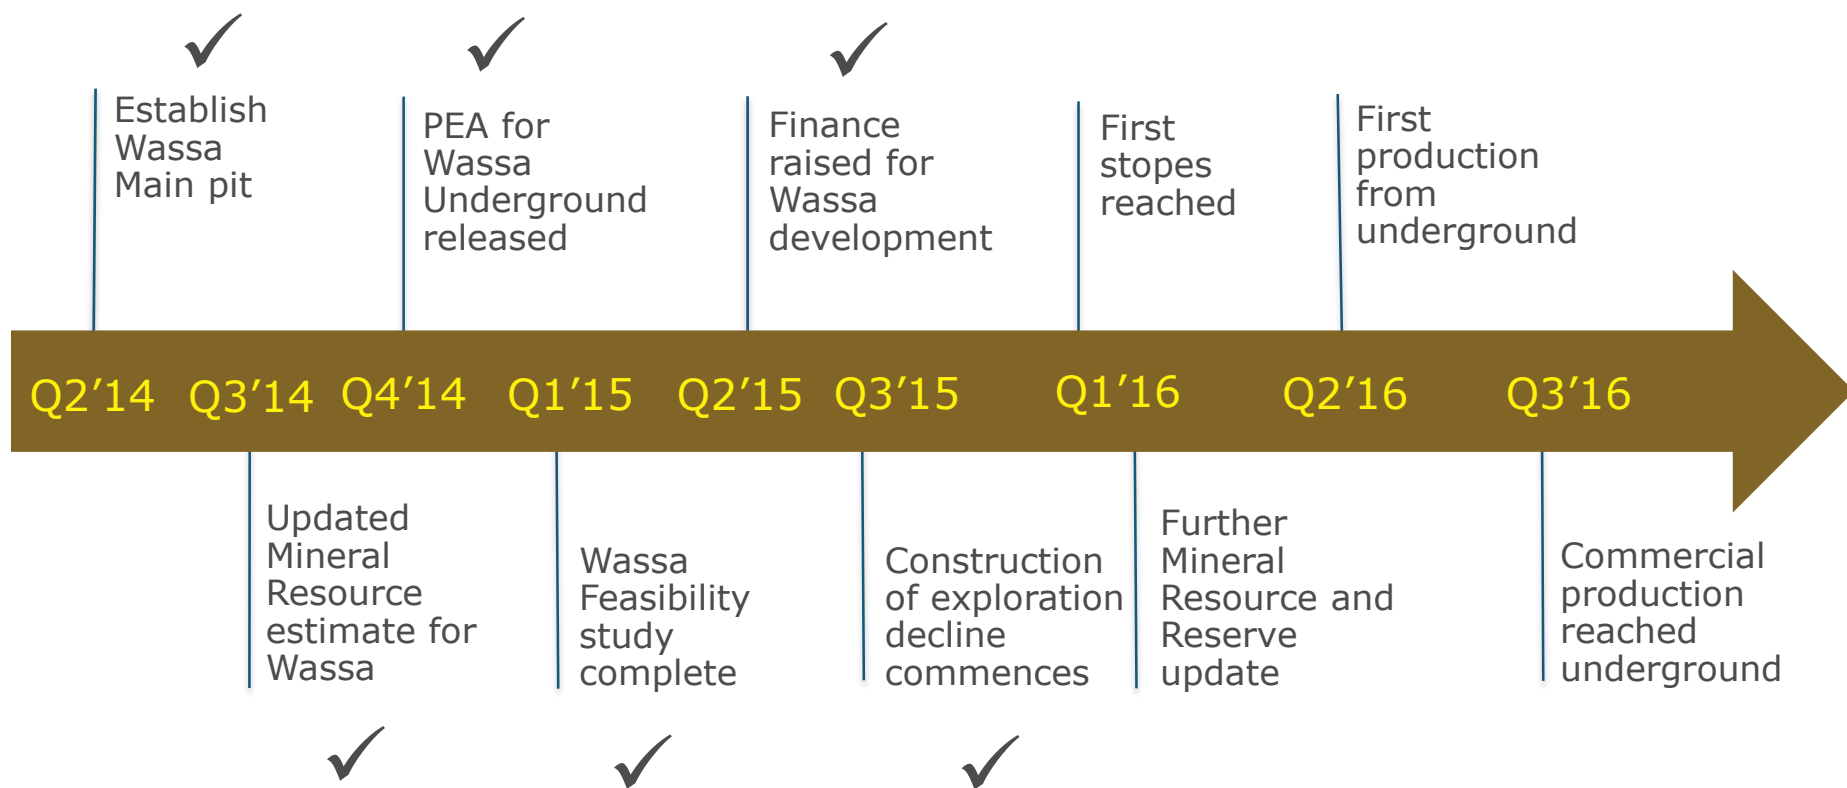 Establish
Wassa
Main pit
PEA for
Wassa
Underground
released
Finance
raised for
Wassa
development
First
stopes
reached
First
production
from
underground
Q2’14 Q3’14 Q4’14 Q1’15 Q2’15 Q3’15 Q1’16 Q2’16 Q3’16
Updated
Mineral
Resource
estimate for
Wassa
Wassa
Feasibility
study
complete
Construction
of exploration
decline
commences
Further
Mineral
Resource and
Reserve
update
Commercial
production
reached
underground